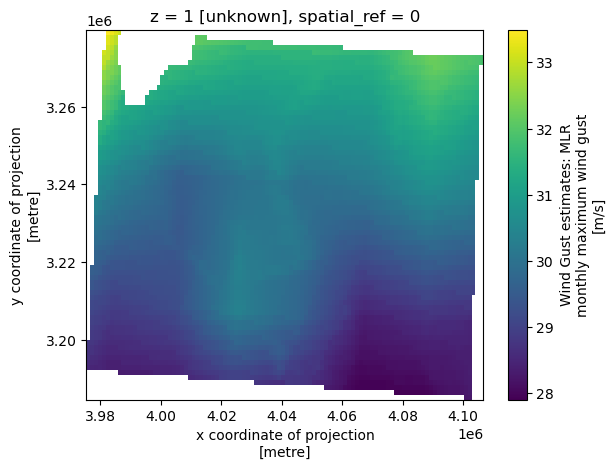 z = 1 [unknown], spatial_ref = 0
1e6
3.26
3.24
3.22
3.20
y coordinate of projection
[metre]
3.98
4.00
4.02
4.04
4.06
4.08
4.10
1e6
x coordinate of projection
[metre]
33
32
31
30
29
28
Wind Gust estimates: MLR
monthly maximum wind gust
[m/s]